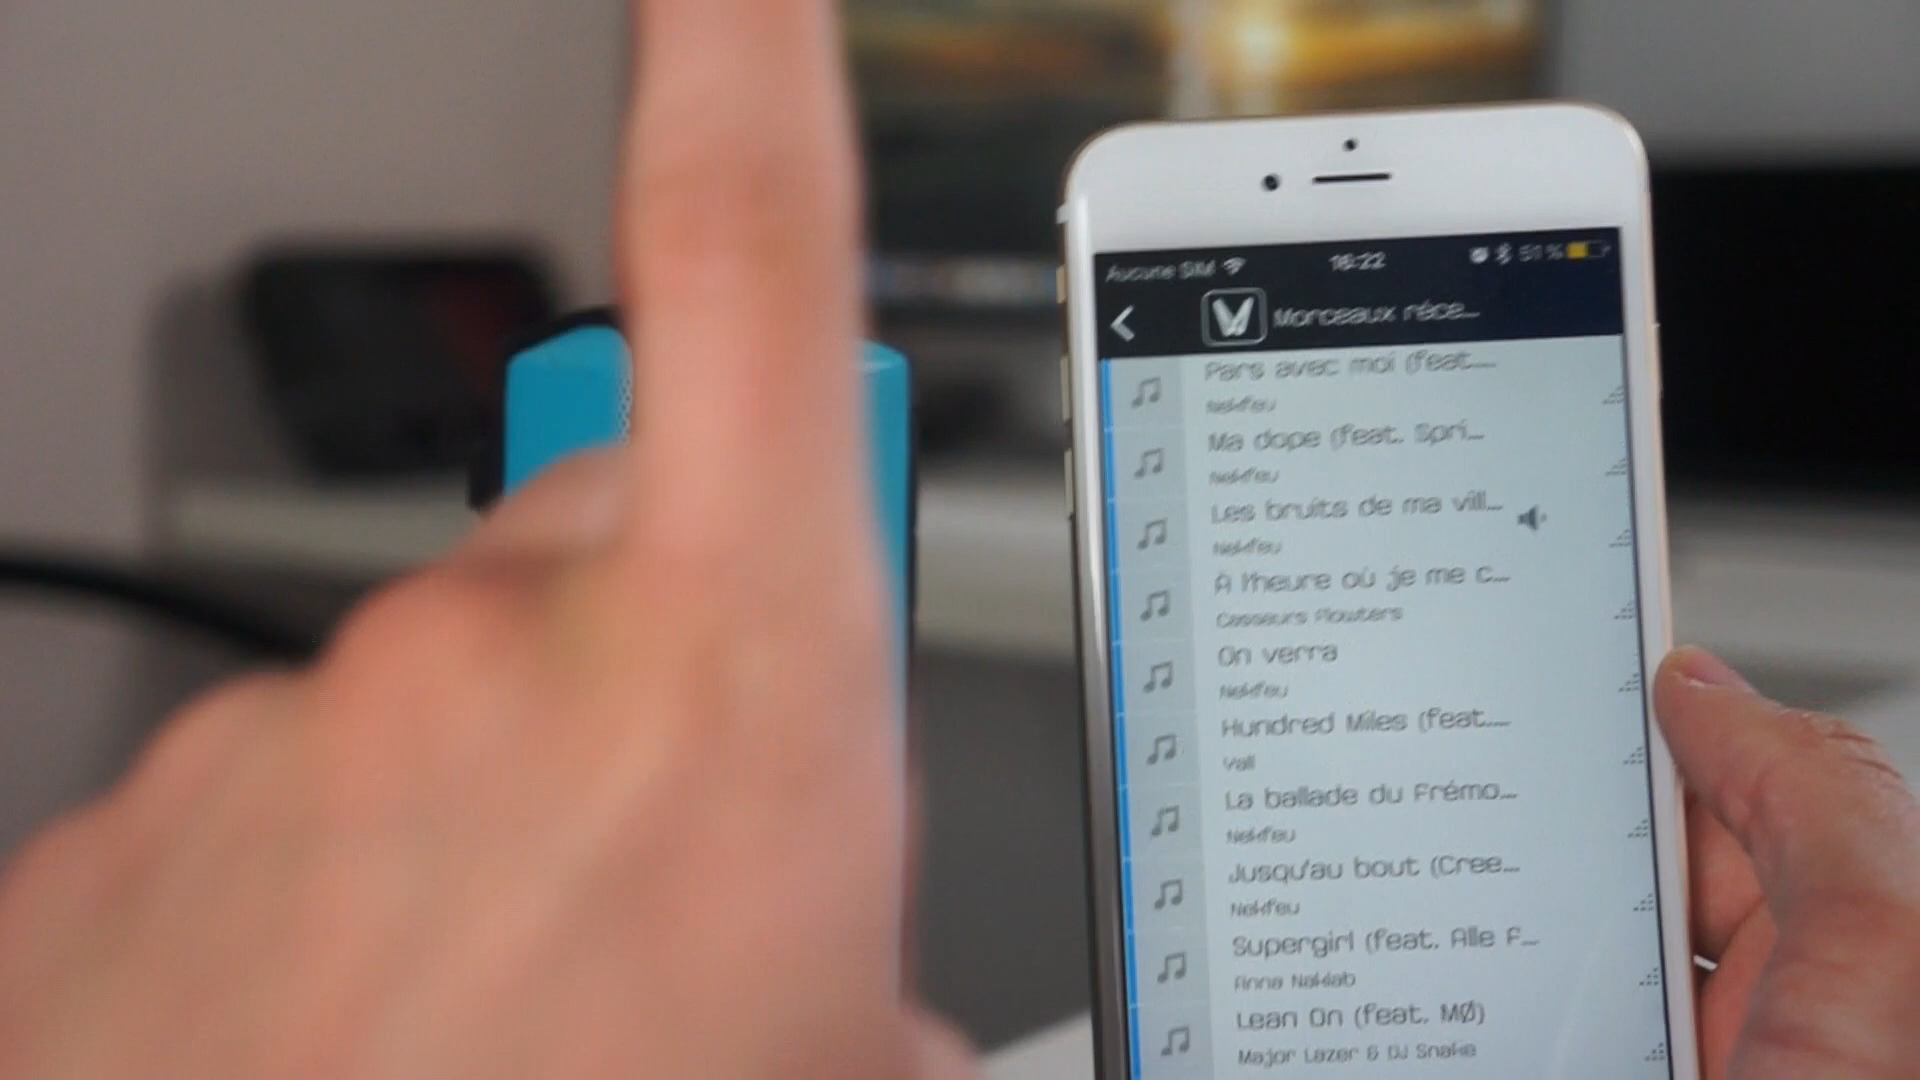 Aucune SIM 16:22 51 %
Morceaux réce...
Pars avec moi (feat....
Nekfeu
Ma dope (feat. Spri...
Nekfeu
Les bruits de ma vill...
Nekfeu
À l'heure où je me c...
Casseurs Flowters
On verra
Nekfeu
Hundred Miles (feat....
Yall
La ballade du Frémo...
Nekfeu
Jusqu'au bout (Cree...
Nekfeu
Supergirl (feat. Alle F...
Anna Naklab
Lean On (feat. MØ)
Major Lazer & DJ Snake